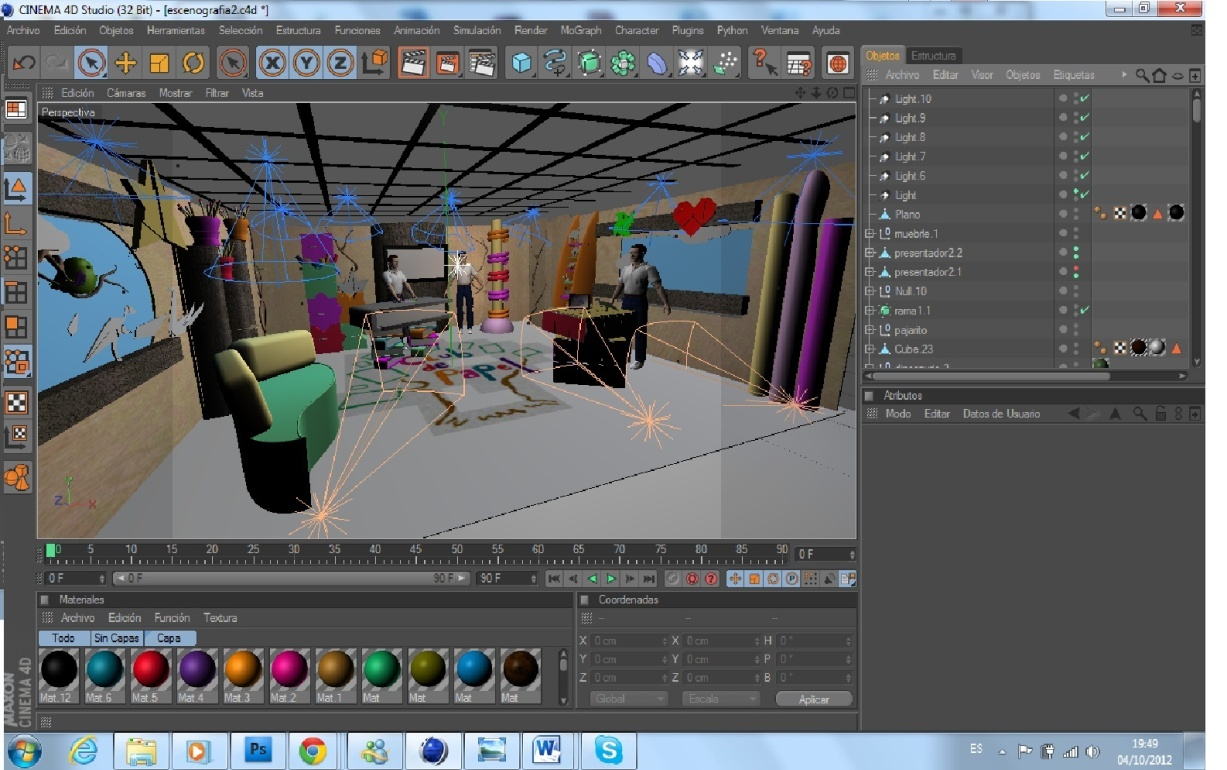 CINEMA 4D Studio (32 Bit) - [escenografia2.c4d *]
Archivo Edición Objetos Herramientas Selección Estructura Funciones Animación Simulación Render MoGraph Character Plugins Python Ventana Ayuda
X Y Z
Objetos Estructura
Archivo Editar Visor Objetos Etiquetas
Edición Cámaras Mostrar Filtrar Vista
Perspectiva
Light.10
Light.9
Light.8
Light.7
Light.6
Light
Plano
mueble.1
presentador2.2
presentador2.1
Null.10
rama1.1
pajarito
Cube.23
Y
Z X
Papel
Atributos
Modo Editar Datos de Usuario
0 5 10 15 20 25 30 35 40 45 50 55 60 65 70 75 80 85 90 0 F
0 F 0 F 90 F 90 F
Materiales
Archivo Edición Función Textura
Todo Sin Capas Capa
Mat.12 Mat.6 Mat.5 Mat.4 Mat.3 Mat.2 Mat.1 Mat Mat Mat Mat
Coordenadas
-- -- --
X 0 cm X 0 cm H 0 °
Y 0 cm Y 0 cm P 0 °
Z 0 cm Z 0 cm B 0 °
Global Escala Aplicar
MAXON
CINEMA 4D
Ps W S
ES
19:49
04/10/2012